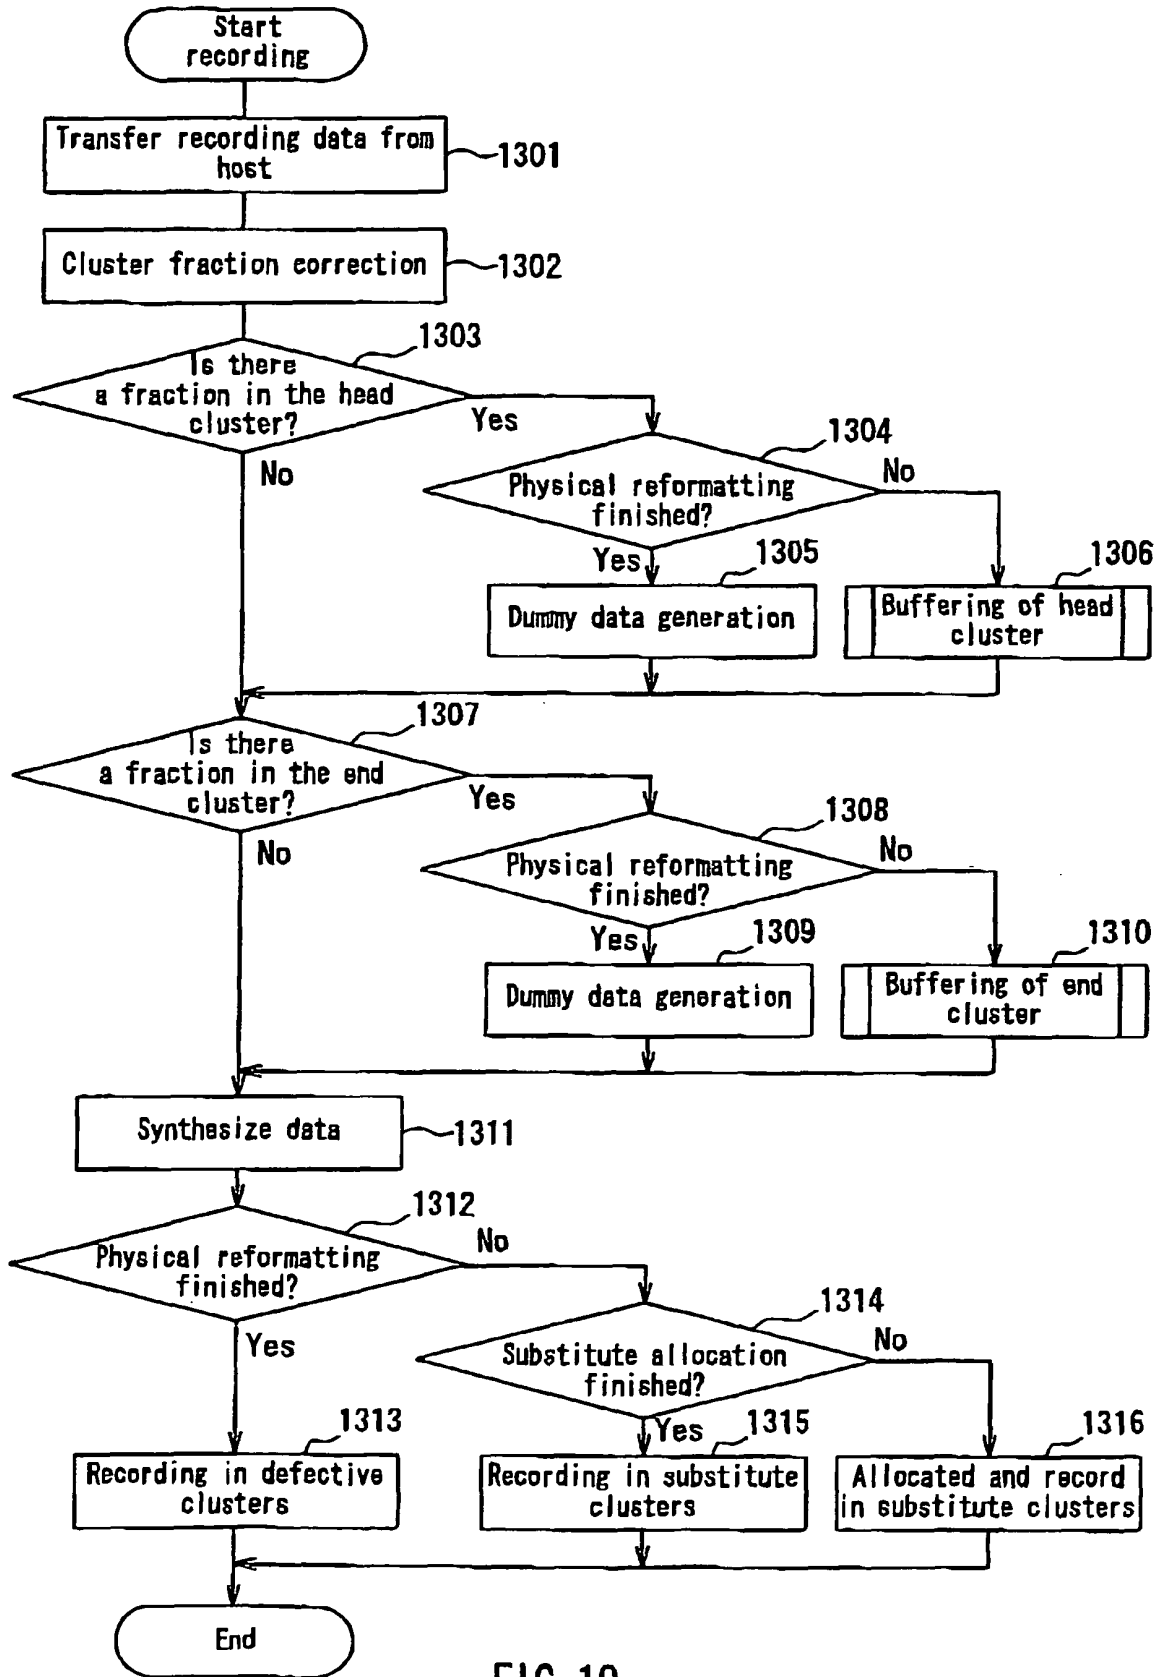 Start
recording
Transfer recording data from
host
1301
Cluster fraction correction
1302
1303
Is there
a fraction in the head
cluster?
Yes
No
1304
Physical reformatting
finished?
No
Yes
1305
Dummy data generation
1306
Buffering of head
cluster
1307
Is there
a fraction in the end
cluster?
Yes
No
1308
Physical reformatting
finished?
No
Yes
1309
Dummy data generation
1310
Buffering of end
cluster
Synthesize data
1311
1312
Physical reformatting
finished?
No
Yes
1314
Substitute allocation
finished?
No
Yes
1313
Recording in defective
clusters
1315
Recording in substitute
clusters
1316
Allocated and record
in substitute clusters
End